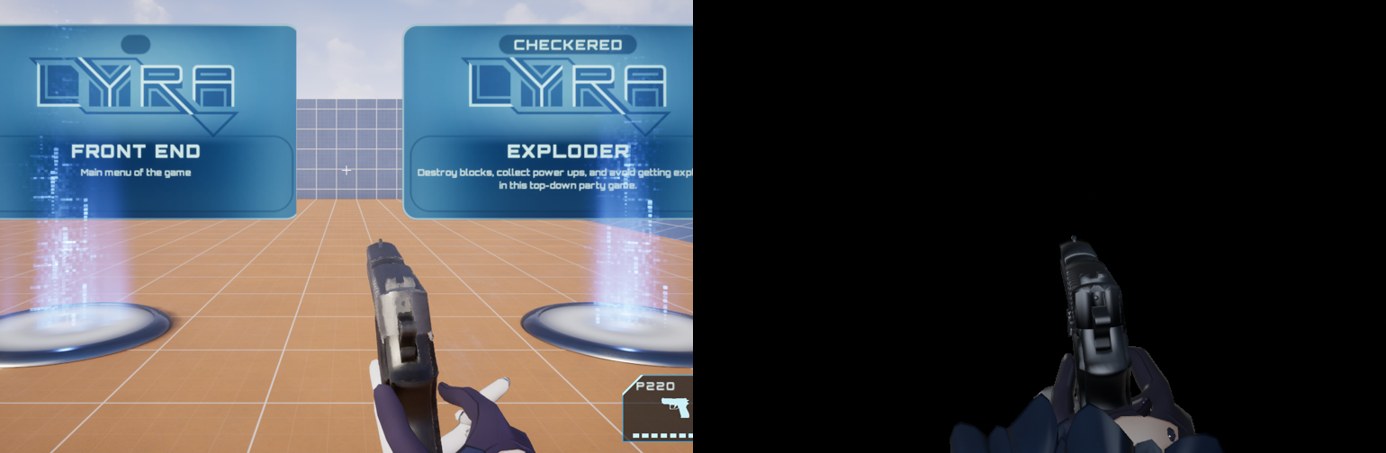 LYRA
FRONT END
Main menu of the game
CHECKERED
LYRA
EXPLODER
Destroy blocks, collect power ups, and avoid getting expl
in this top-down party game.
P220